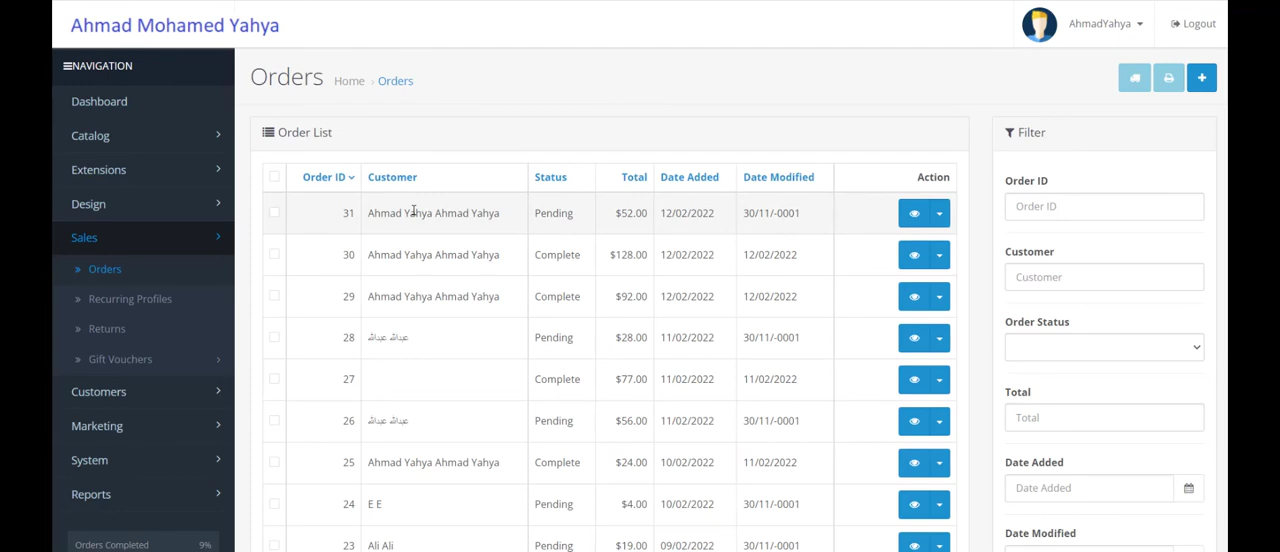 Ahmad Mohamed Yahya
AhmadYahya
Logout
NAVIGATION
Dashboard
Catalog
Extensions
Design
Sales
» Orders
» Recurring Profiles
» Returns
» Gift Vouchers
Customers
Marketing
System
Reports
Orders Completed 9%
Orders Home › Orders
Order List
Order ID Customer Status Total Date Added Date Modified Action
31 Ahmad Yahya Ahmad Yahya Pending $52.00 12/02/2022 30/11/-0001
30 Ahmad Yahya Ahmad Yahya Complete $128.00 12/02/2022 12/02/2022
29 Ahmad Yahya Ahmad Yahya Complete $92.00 12/02/2022 12/02/2022
28 عبدالله عبدالله Pending $28.00 11/02/2022 30/11/-0001
27 Complete $77.00 11/02/2022 11/02/2022
26 عبدالله عبدالله Pending $56.00 11/02/2022 30/11/-0001
25 Ahmad Yahya Ahmad Yahya Complete $24.00 10/02/2022 11/02/2022
24 E E Pending $4.00 10/02/2022 30/11/-0001
23 Ali Ali Pending $19.00 09/02/2022 30/11/-0001
Filter
Order ID
Order ID
Customer
Customer
Order Status
Total
Total
Date Added
Date Added
Date Modified